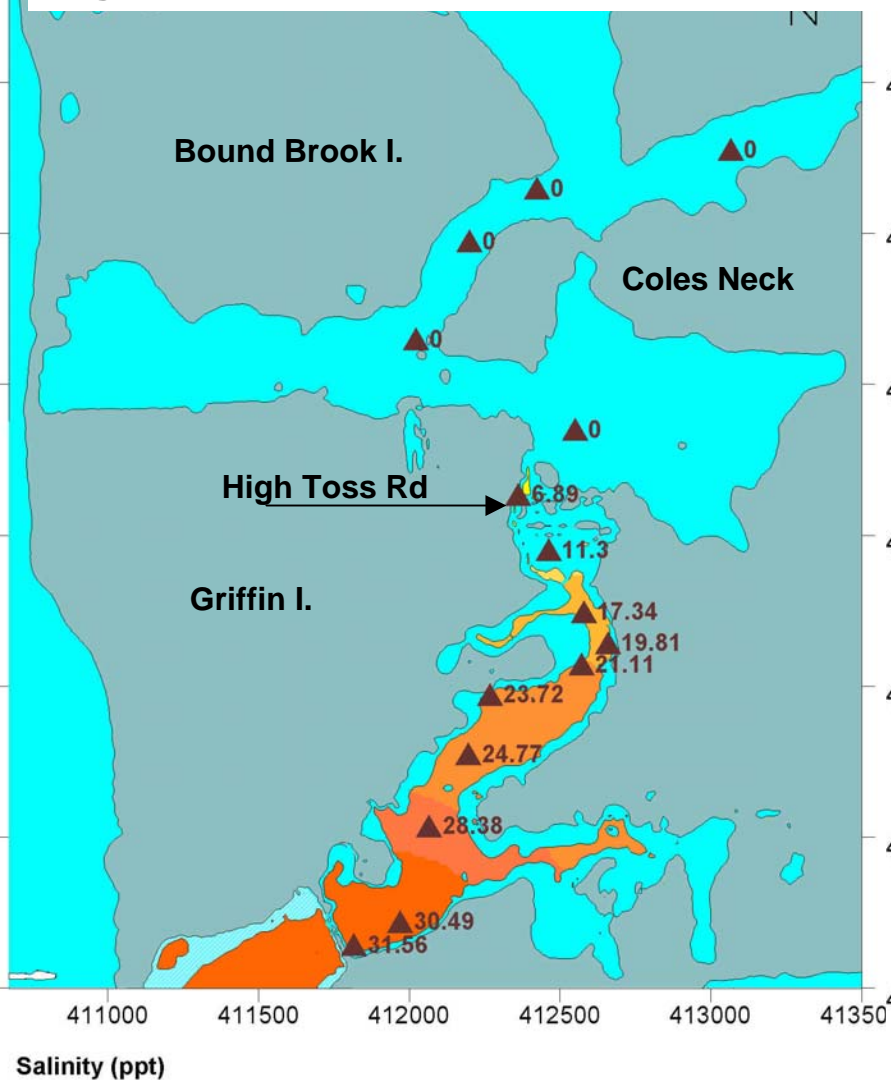 Bound Brook I.
0
0
0
Coles Neck
0
0
High Toss Rd
6.89
11.3
Griffin I.
17.34
19.81
21.11
23.72
24.77
28.38
30.49
31.56
411000 411500 412000 412500 413000
Salinity (ppt)